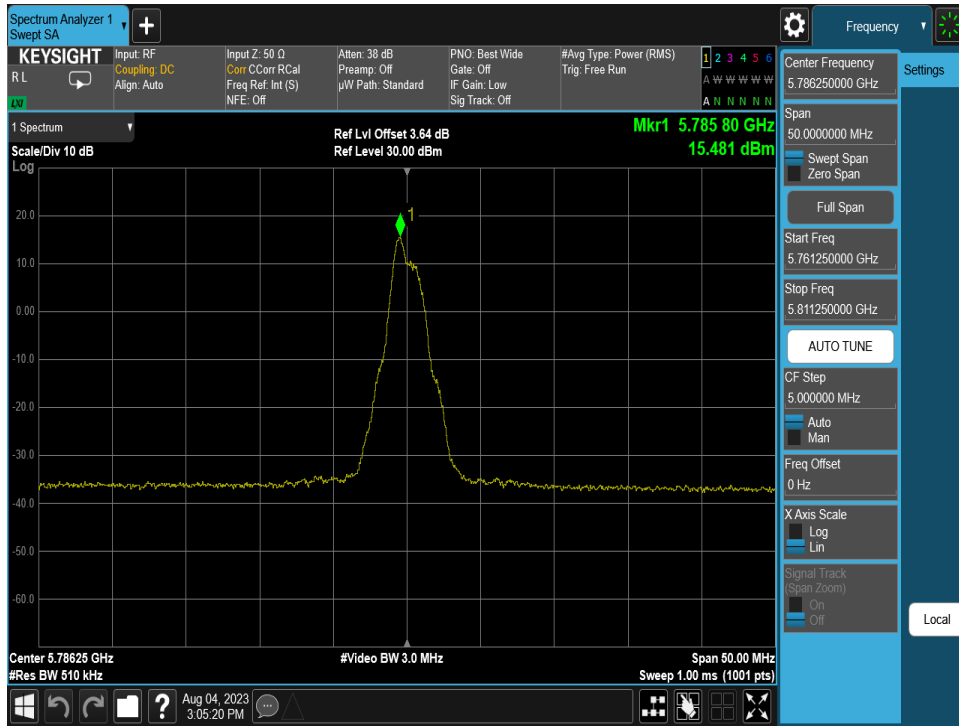 Spectrum Analyzer 1
Swept SA
+
Frequency
KEYSIGHT
R L
LXI
Input: RF
Coupling: DC
Align: Auto
Input Z: 50 Ω
Corr CCorr RCal
Freq Ref: Int (S)
NFE: Off
Atten: 38 dB
Preamp: Off
µW Path: Standard
PNO: Best Wide
Gate: Off
IF Gain: Low
Sig Track: Off
#Avg Type: Power (RMS)
Trig: Free Run
1 2 3 4 5 6
A W W W W W
A N N N N N
1 Spectrum
Scale/Div 10 dB
Log
Ref Lvl Offset 3.64 dB
Ref Level 30.00 dBm
Mkr1 5.785 80 GHz
15.481 dBm
1
20.0
10.0
0.00
-10.0
-20.0
-30.0
-40.0
-50.0
-60.0
Center 5.78625 GHz
#Res BW 510 kHz
#Video BW 3.0 MHz
Span 50.00 MHz
Sweep 1.00 ms (1001 pts)
Center Frequency
5.786250000 GHz
Settings
Span
50.0000000 MHz
Swept Span
Zero Span
Full Span
Start Freq
5.761250000 GHz
Stop Freq
5.811250000 GHz
AUTO TUNE
CF Step
5.000000 MHz
Auto
Man
Freq Offset
0 Hz
X Axis Scale
Log
Lin
Signal Track
(Span Zoom)
On
Off
Local
?
Aug 04, 2023
3:05:20 PM